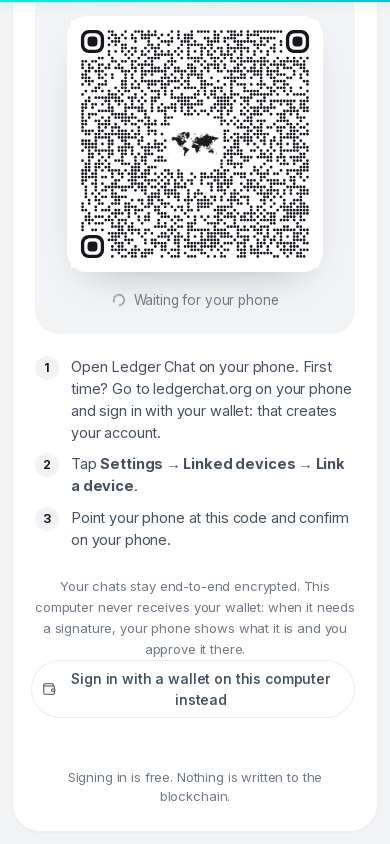 Waiting for your phone
1 Open Ledger Chat on your phone. First
time? Go to ledgerchat.org on your phone
and sign in with your wallet: that creates
your account.
2 Tap Settings → Linked devices → Link
a device.
3 Point your phone at this code and confirm
on your phone.
Your chats stay end-to-end encrypted. This
computer never receives your wallet: when it needs
a signature, your phone shows what it is and you
approve it there.
Sign in with a wallet on this computer
instead
Signing in is free. Nothing is written to the
blockchain.